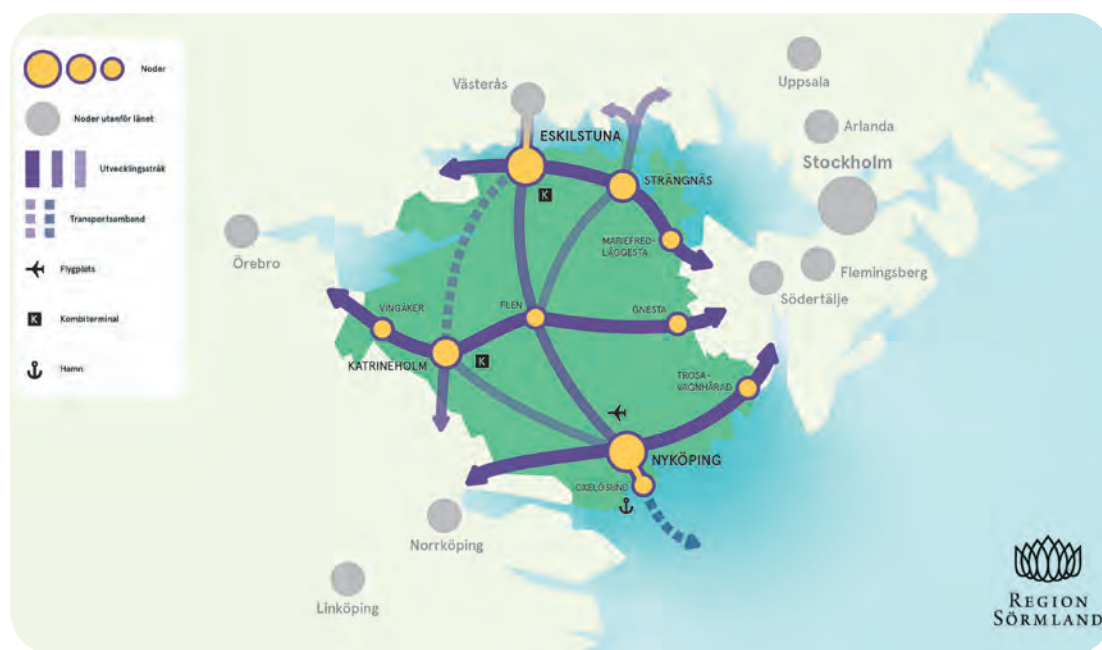 Noder
Noder utanför länet
Utvecklingsstråk
Transportsamband
Flygplats
K
Kombiterminal
Hamn
Västerås
ESKILSTUNA
K
STRÄNGNÄS
MARIEFRED-
LÄGGESTA
Uppsala
Arlanda
Stockholm
Flemingsberg
Södertälje
Örebro
VINGÅKER
FLEN
GNESTA
KATRINEHOLM
K
TROSA-
VAGNHÄRAD
NYKÖPING
OXELÖSUND
Norrköping
Linköping
REGION
SÖRMLAND